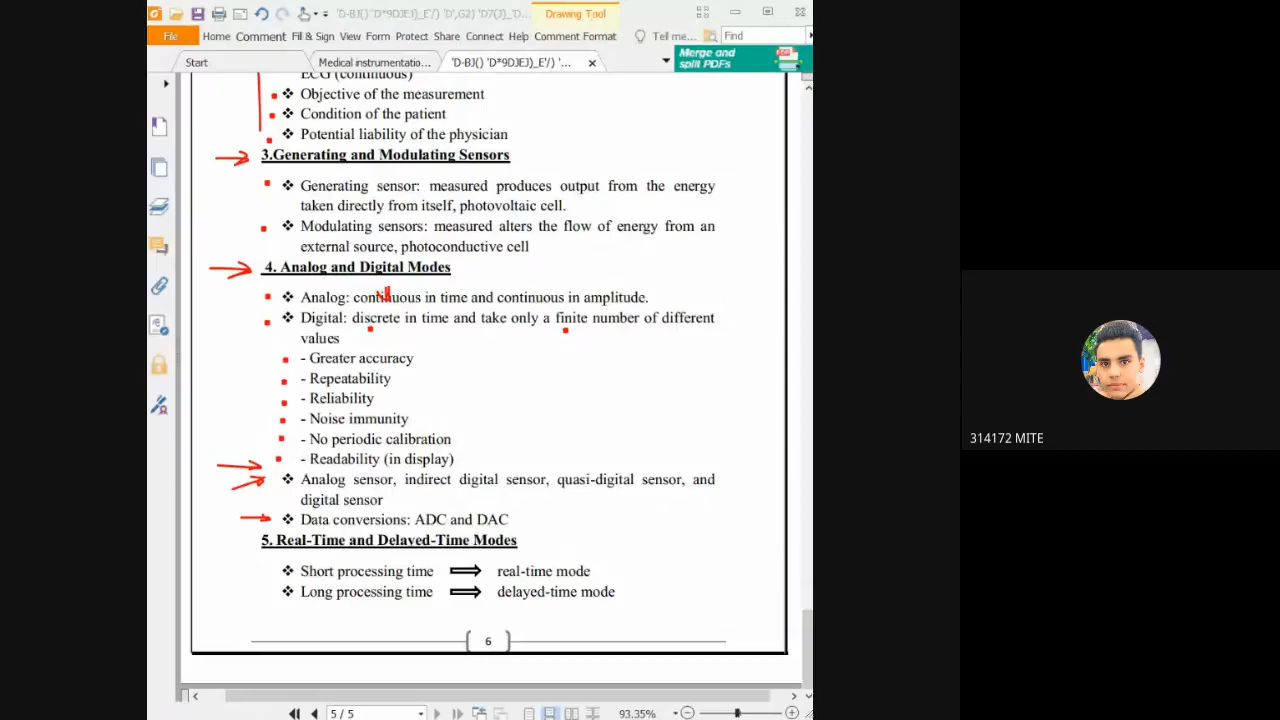 'D-BJ() 'D*9DJEJ)_E'/) 'D',G2) 'D7(J)_'D...
Drawing Tool
File Home Comment Fill & Sign View Form Protect Share Connect Help Comment Format Tell me... Find
Start Medical instrumentatio... 'D-BJ() 'D*9DJEJ)_E'/) '... Merge and
split PDFs
ECG (continuous)
❖ Objective of the measurement
❖ Condition of the patient
❖ Potential liability of the physician
3.Generating and Modulating Sensors
❖ Generating sensor: measured produces output from the energy
taken directly from itself, photovoltaic cell.
❖ Modulating sensors: measured alters the flow of energy from an
external source, photoconductive cell
4. Analog and Digital Modes
❖ Analog: continuous in time and continuous in amplitude.
❖ Digital: discrete in time and take only a finite number of different
values
- Greater accuracy
- Repeatability
- Reliability
- Noise immunity
- No periodic calibration
- Readability (in display)
❖ Analog sensor, indirect digital sensor, quasi-digital sensor, and
digital sensor
❖ Data conversions: ADC and DAC
5. Real-Time and Delayed-Time Modes
❖ Short processing time ⟹ real-time mode
❖ Long processing time ⟹ delayed-time mode
6
5 / 5
93.35%
314172 MITE